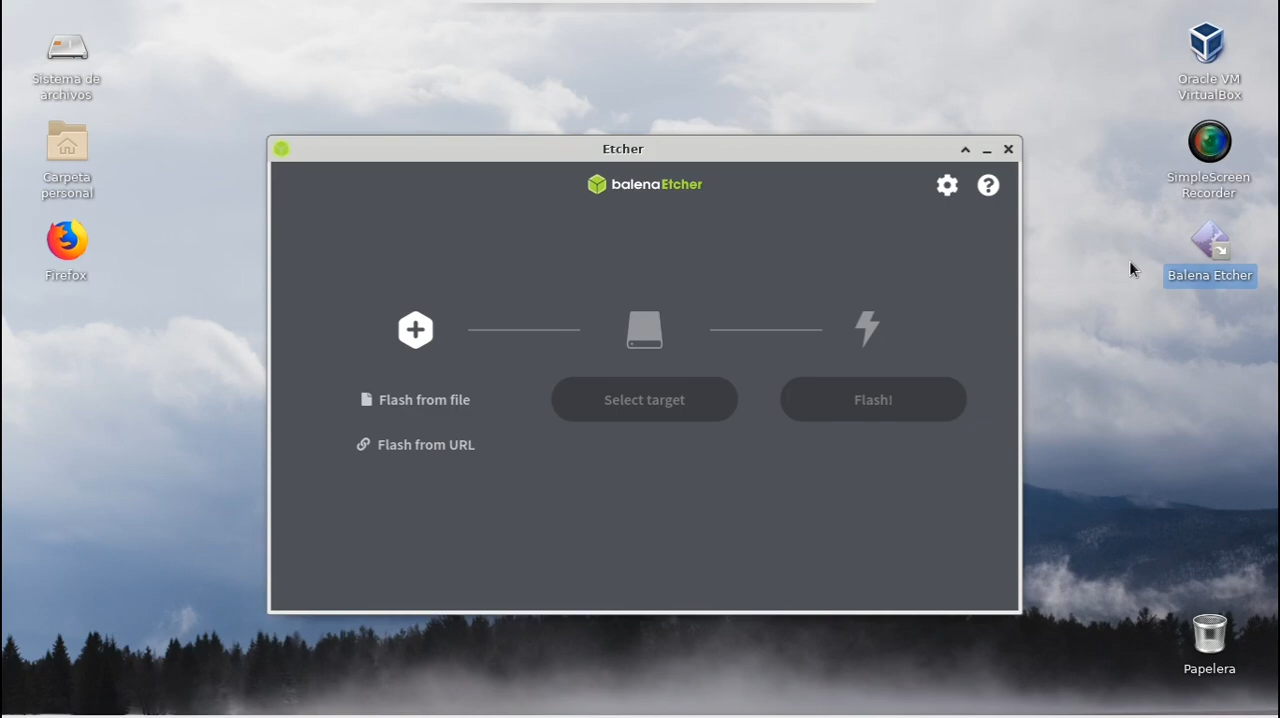 Sistema de
archivos
Carpeta
personal
Firefox
Etcher
balenaEtcher
Flash from file
Flash from URL
Select target
Flash!
Oracle VM
VirtualBox
SimpleScreen
Recorder
Balena Etcher
Papelera